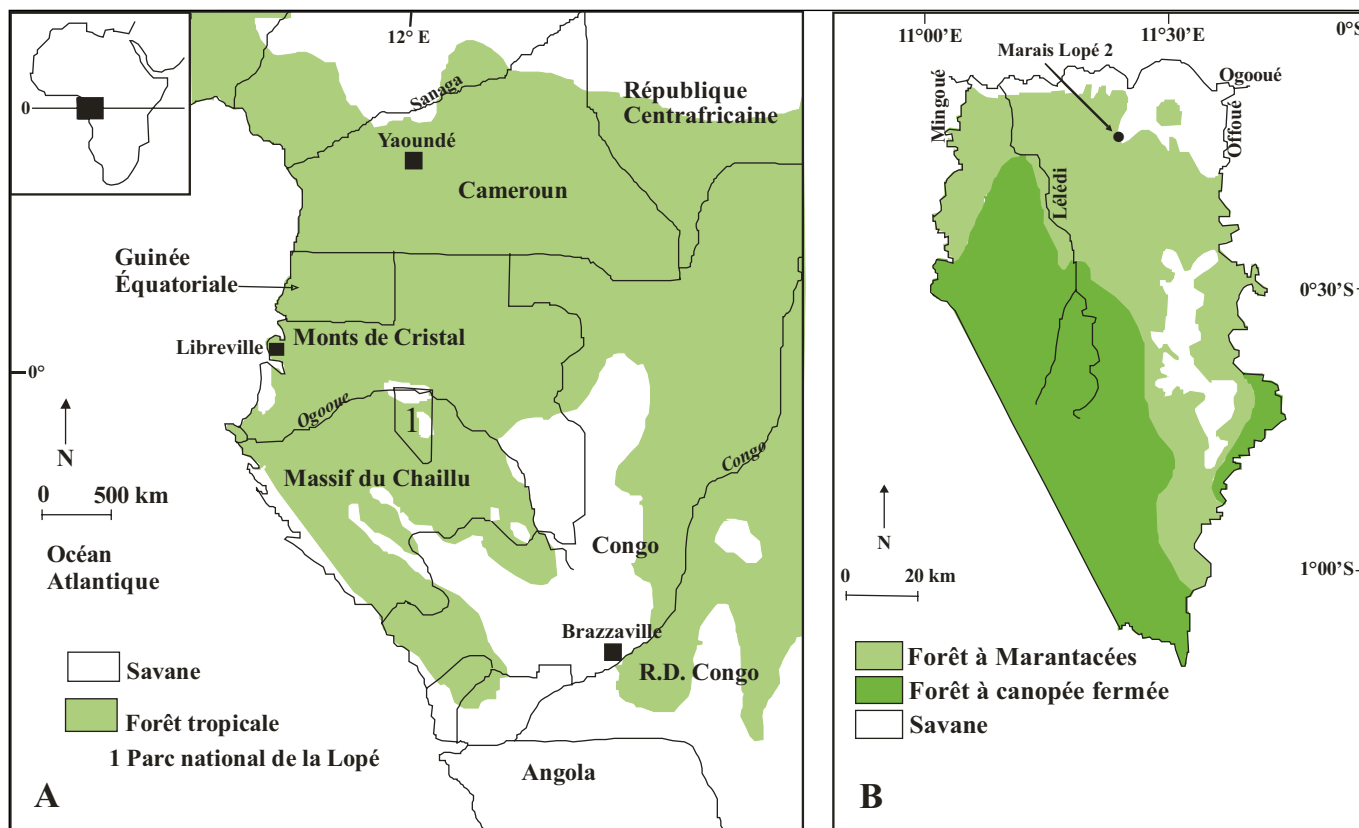 0
12° E
Sanaga
République
Centrafricaine
Yaoundé
Cameroun
Guinée
Équatoriale
Libreville
Monts de Cristal
0°
Ogooue
1
N
Massif du Chaillu
Congo
0 500 km
Océan
Atlantique
Congo
Brazzaville
R.D. Congo
Savane
Forêt tropicale
1 Parc national de la Lopé
Angola
A
11°00'E
11°30'E
0°S
Marais Lopé 2
Ogooué
Mingoué
Offoué
Lélédi
0°30'S
N
0 20 km
1°00'S
Forêt à Marantacées
Forêt à canopée fermée
Savane
B